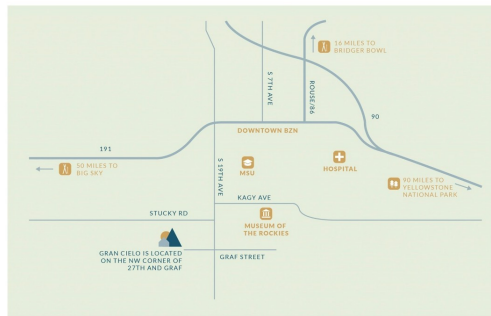 16 MILES TO
BRIDGER BOWL
S 7TH AVE
ROUSE/86
90
DOWNTOWN BZN
191
50 MILES TO
BIG SKY
MSU
HOSPITAL
S 19TH AVE
90 MILES TO
YELLOWSTONE
NATIONAL PARK
KAGY AVE
STUCKY RD
MUSEUM OF
THE ROCKIES
GRAN CIELO IS LOCATED
ON THE NW CORNER OF
27TH AND GRAF
GRAF STREET